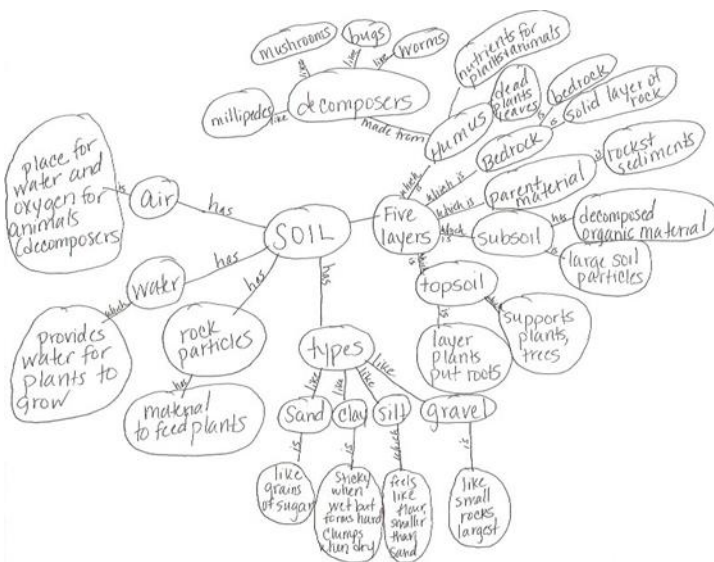 mushrooms
like
bugs
like
worms
like
millipedes
like
decomposers
made from
nutrients for
plants+animals
Humus
dead
plants
leaves
which
is
Bedrock
which is
bedrock
is
solid layer of
rock
is
parent
material
which is
rocks+
sediments
is
Five
layers
subsoil
which
is
has
decomposed
organic material
is
large soil
particles
which
is
topsoil
is
layer
plants
put roots
which
supports
plants,
trees
SOIL
has
air
is
place for
water and
oxygen for
animals
(decomposers
has
water
which
provides
water for
plants to
grow
has
rock
particles
has
material
to feed plants
has
types
like
sand
is
like
grains
of sugar
like
clay
is
sticky
when
wet but
forms hard
clumps
when dry
like
silt
which
feels
like
flour,
smaller
than
sand
like
gravel
is
like
small
rocks,
largest